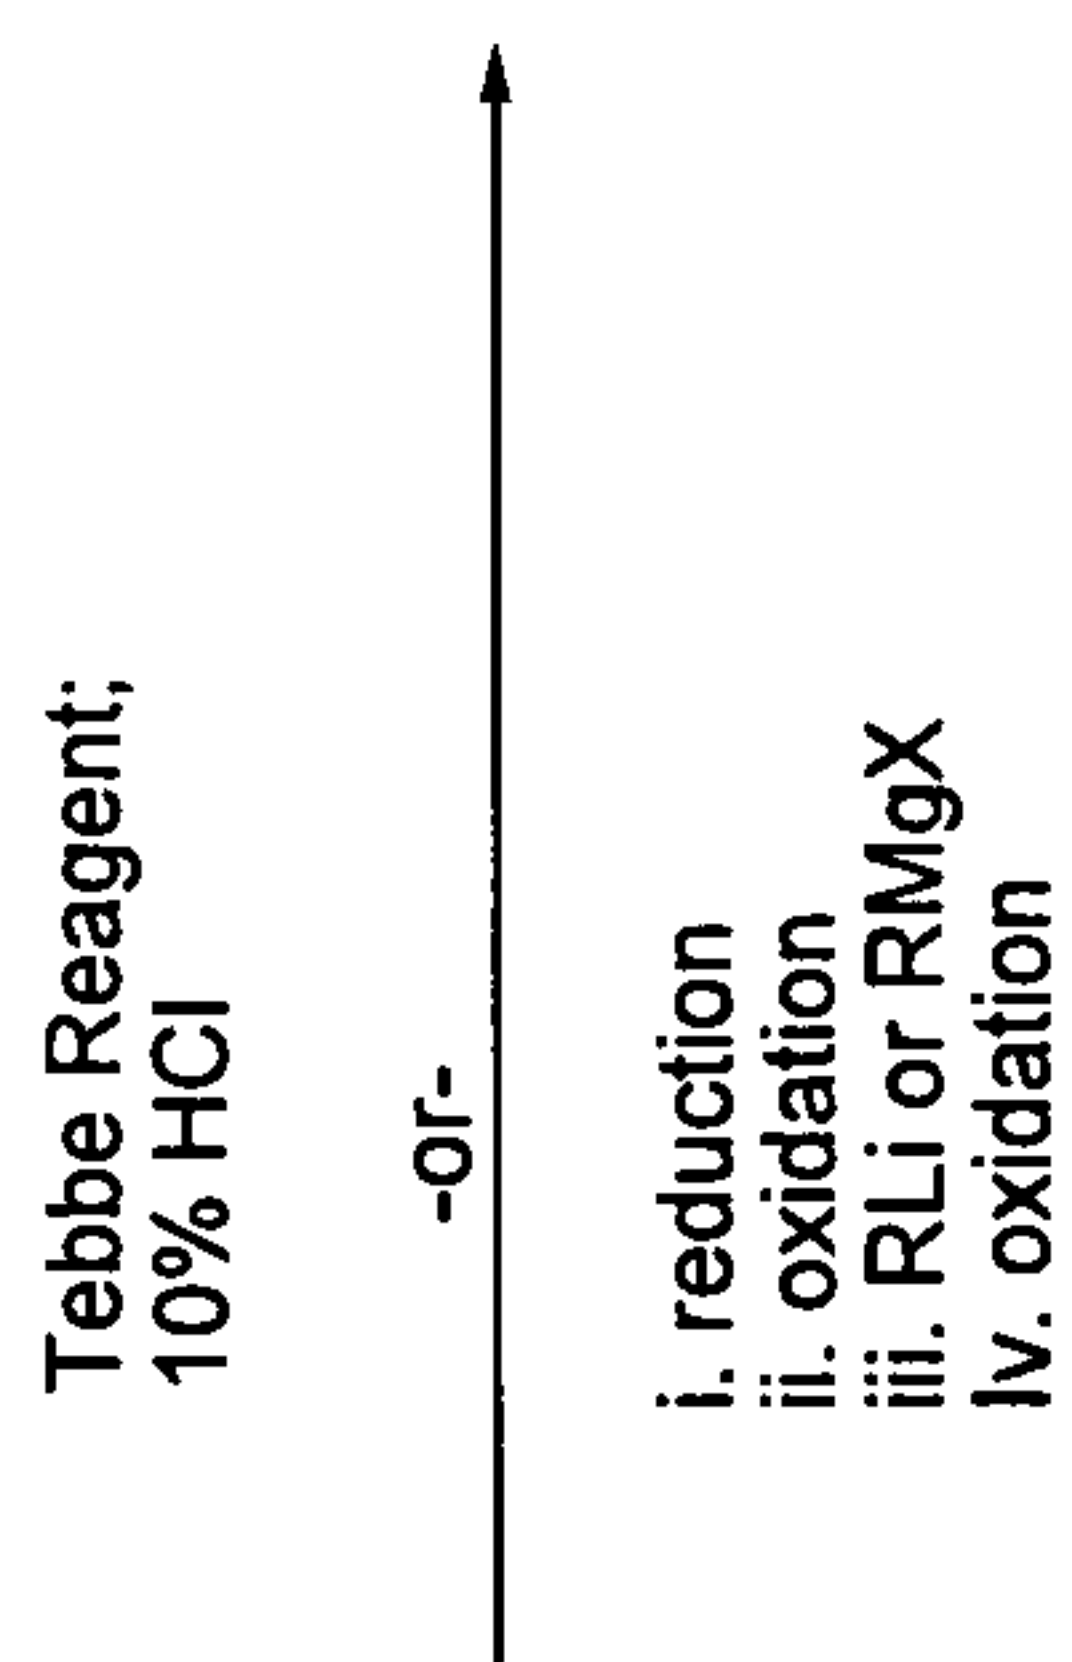 Tebbe Reagent;
10% HCl
-or-
i. reduction
ii. oxidation
iii. RLi or RMgX
Iv. oxidation